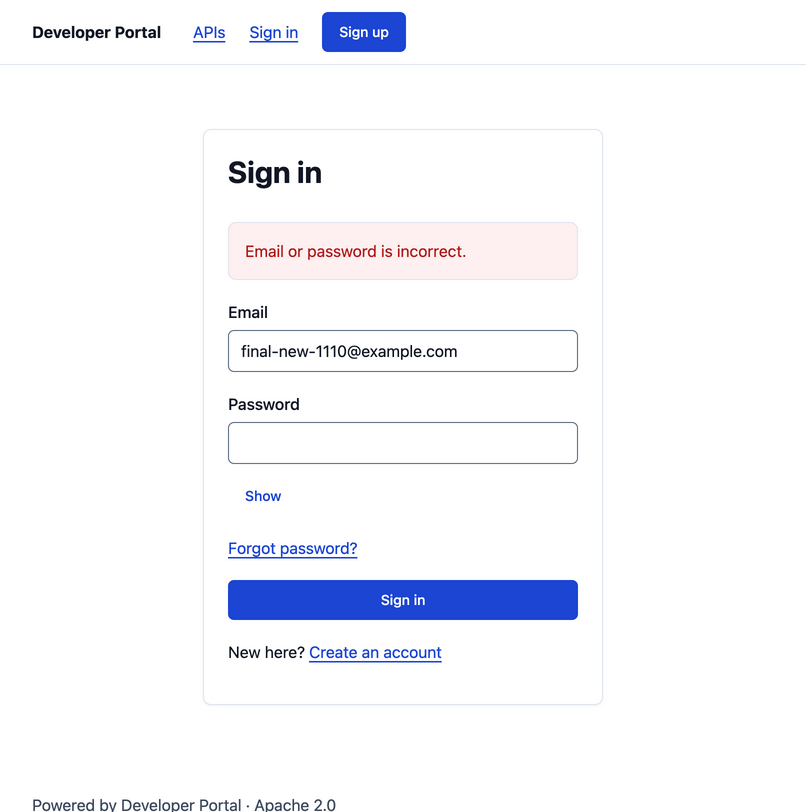 Developer Portal APIs Sign in Sign up
Sign in
Email or password is incorrect.
Email
final-new-1110@example.com
Password
Show
Forgot password?
Sign in
New here? Create an account
Powered by Developer Portal · Apache 2.0